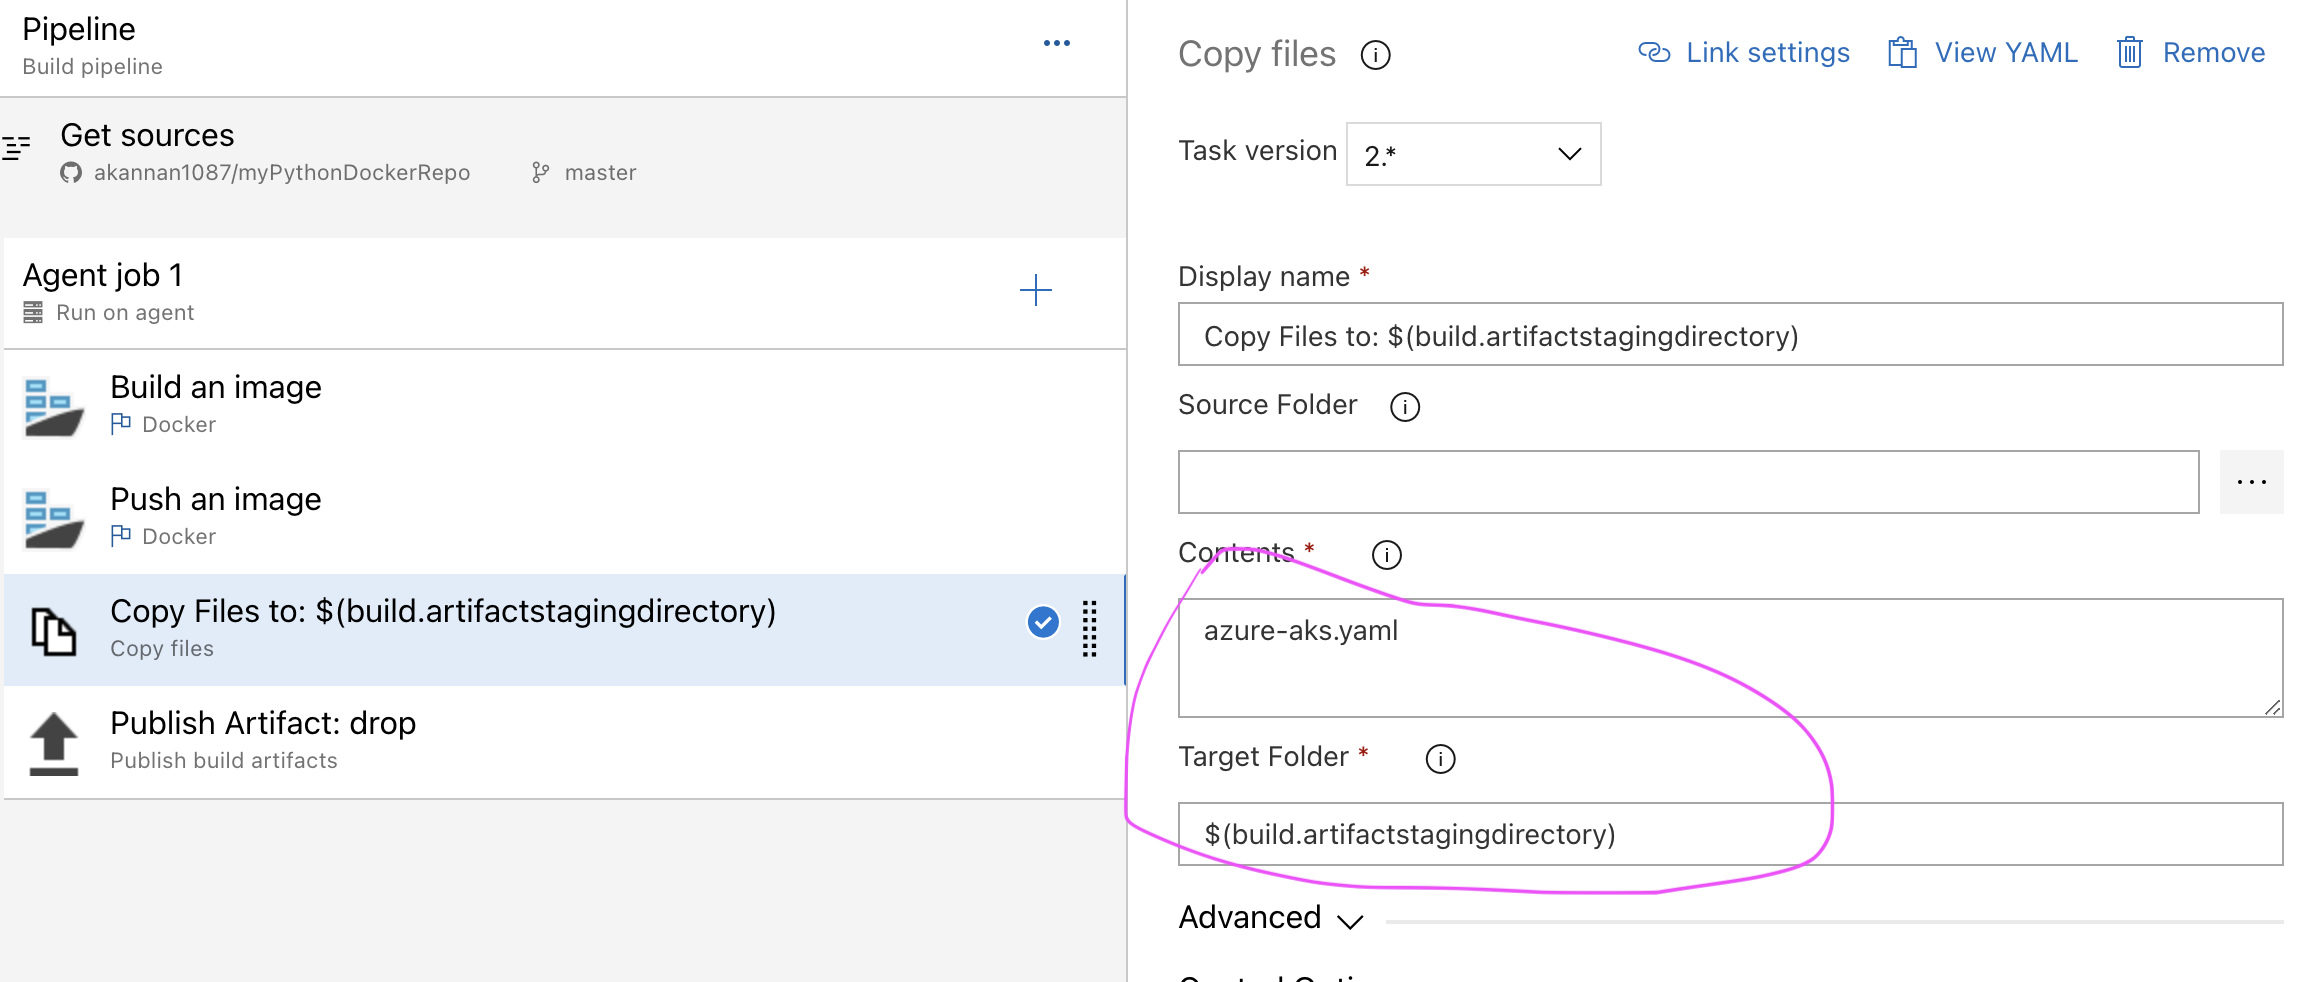 Pipeline
Build pipeline
Get sources
akannan1087/myPythonDockerRepo master
Agent job 1
Run on agent
Build an image
Docker
Push an image
Docker
Copy Files to: $(build.artifactstagingdirectory)
Copy files
Publish Artifact: drop
Publish build artifacts
Copy files
Link settings View YAML Remove
Task version 2.*
Display name *
Copy Files to: $(build.artifactstagingdirectory)
Source Folder
Contents *
azure-aks.yaml
Target Folder *
$(build.artifactstagingdirectory)
Advanced